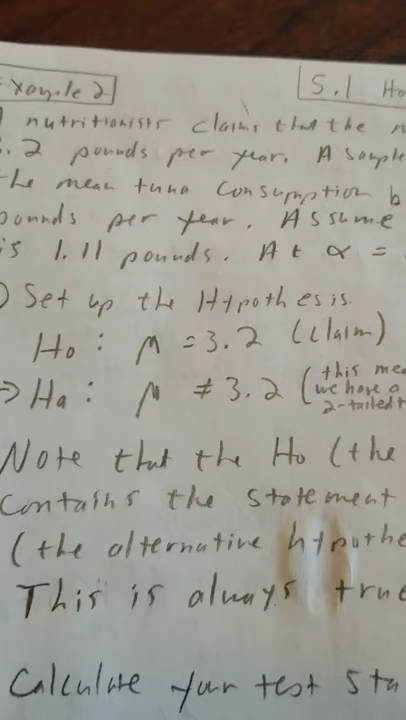 Example 2 5.1 Ho
nutritionists claims that the
.2 pounds per year. A sample
the mean tuna consumption b
pounds per year. Assume
is 1.11 pounds. At α =
) Set up the Hypothesis.
Ho: μ = 3.2 (claim)
(this mea
→ Ha: μ ≠ 3.2 we have a
2-tailed t
Note that the Ho (the
contains the statement
(the alternative hypothe
This is always true
Calculate your test sta